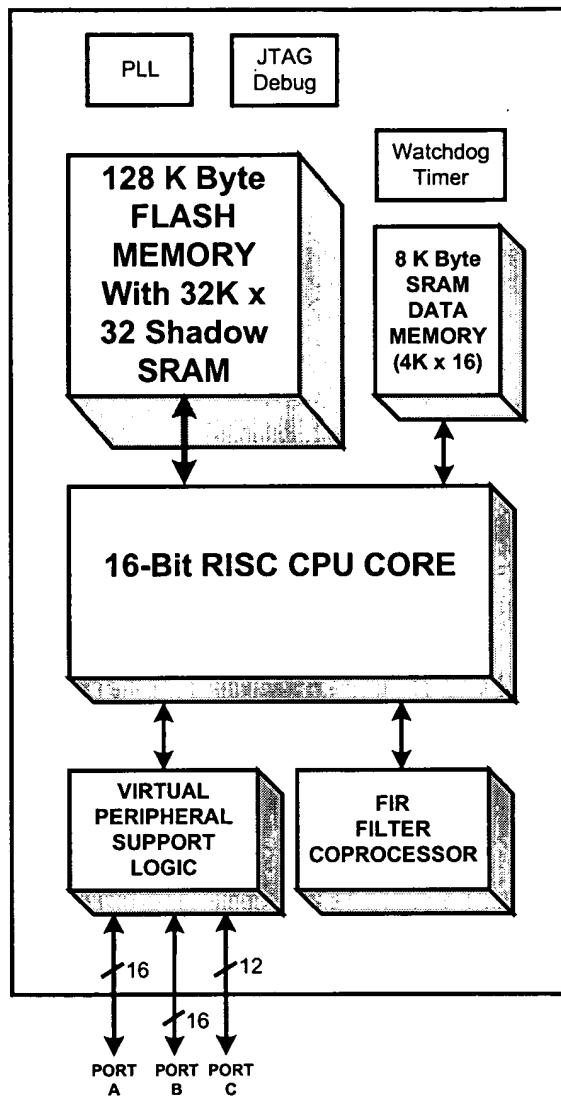 PLL
JTAG
Debug
Watchdog
Timer
128 K Byte
FLASH
MEMORY
With 32K x
32 Shadow
SRAM
8 K Byte
SRAM
DATA
MEMORY
(4K x 16)
16-Bit RISC CPU CORE
VIRTUAL
PERIPHERAL
SUPPORT
LOGIC
FIR
FILTER
COPROCESSOR
16
12
16
PORT A
PORT B
PORT C